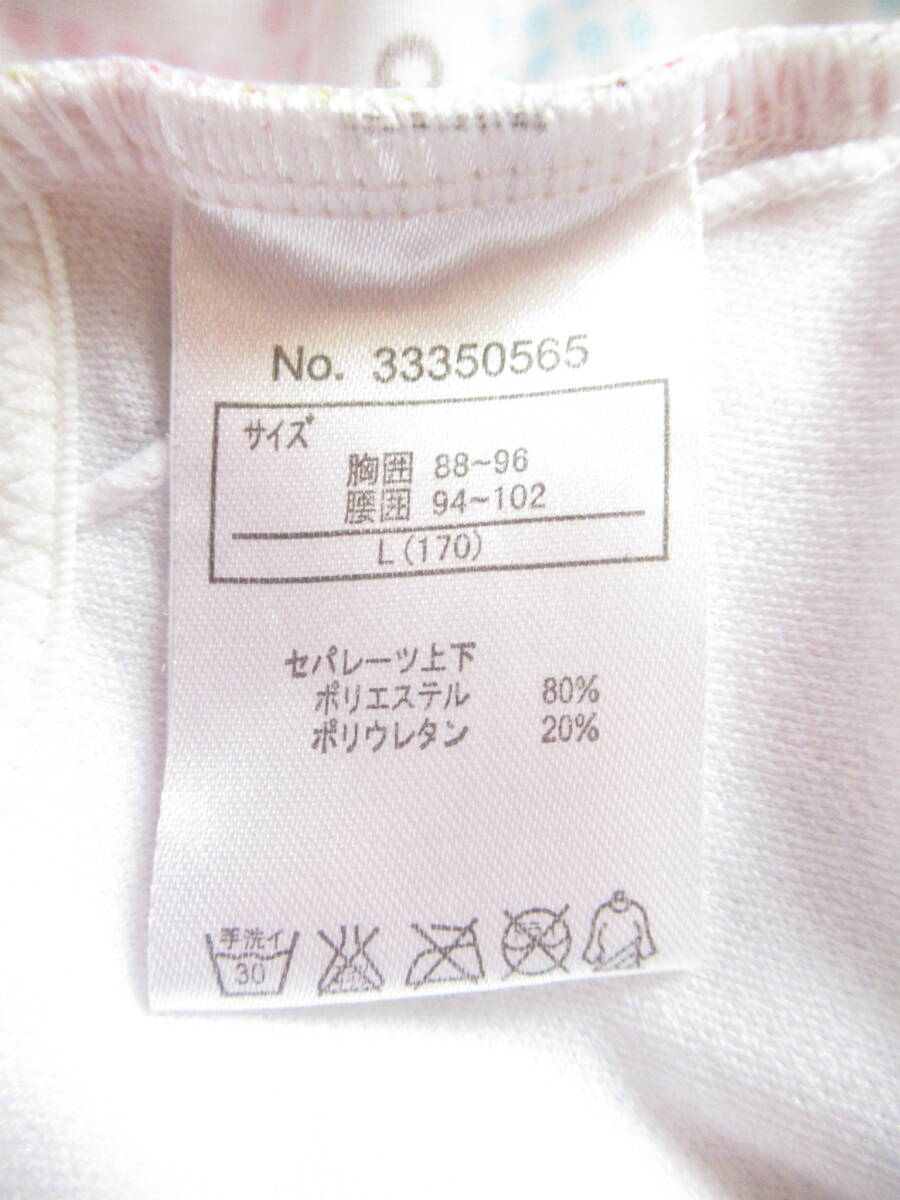 No. 33350565
サイズ
胸囲 88~96
腰囲 94~102
L(170)
セパレーツ上下
ポリエステル 80%
ポリウレタン 20%
手洗イ
30